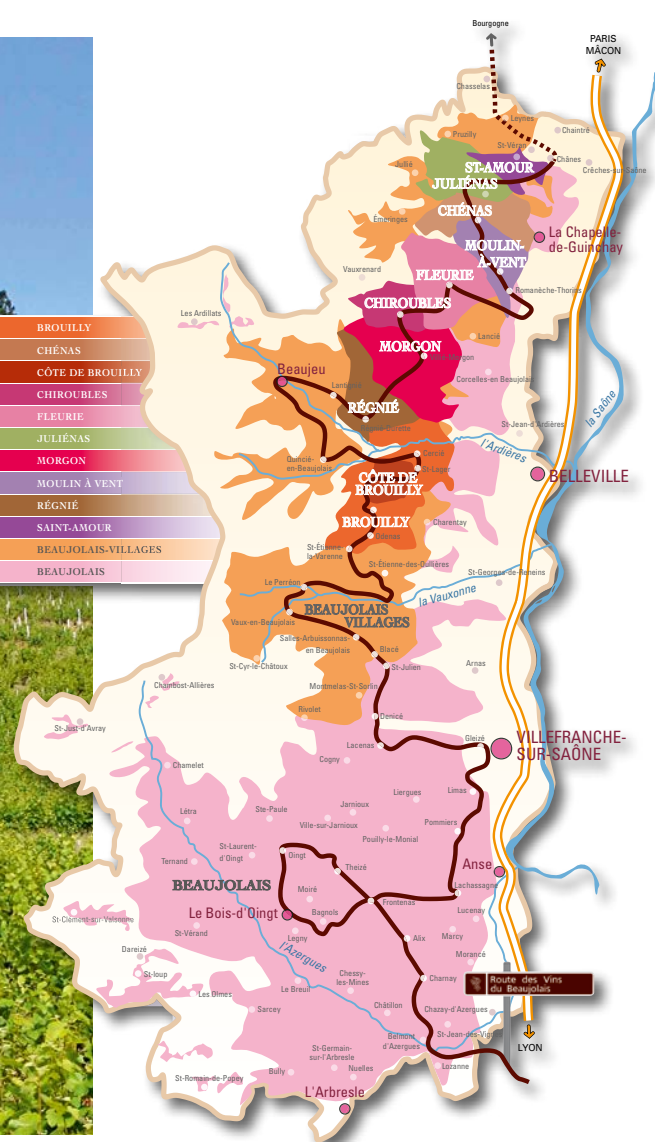 Bourgogne
PARIS
MÂCON
Chasselas
Leynes
Chaintré
Pruzilly
St-Véran
Chânes
Crêches-sur-Saône
Jullié
ST-AMOUR
JULIÉNAS
CHÉNAS
Émeringes
La Chapelle-
de-Guinchay
MOULIN-
À-VENT
Vauxrenard
FLEURIE
Romanèche-Thorins
CHIROUBLES
Les Ardillats
BROUILLY
CHÉNAS
CÔTE DE BROUILLY
CHIROUBLES
FLEURIE
JULIÉNAS
MORGON
MOULIN À VENT
RÉGNIÉ
SAINT-AMOUR
BEAUJOLAIS-VILLAGES
BEAUJOLAIS
Lancié
MORGON
Beaujeu
Corcelles-en Beaujolais
RÉGNIÉ
St-Jean-d'Ardières
la Saône
l'Ardières
Cercié
Quincié-
en-Beaujolais
St-Lager
CÔTE DE
BROUILLY
BELLEVILLE
BROUILLY
Charentay
Odenas
St-Étienne-
la-Varenne
St-Étienne-des-Oullières
St-Georges-de-Reneins
Le Perréon
la Vauxonne
BEAUJOLAIS
VILLAGES
Vaux-en-Beaujolais
Salles-Arbuissonnas-
en Beaujolais
Blacé
St-Cyr-le-Châtoux
St-Julien
Arnas
Chambost-Allières
Montmelas-St-Sorlin
Rivolet
Denicé
St-Just-d'Avray
Lacenas
Gleizé
VILLEFRANCHE-
SUR-SAÔNE
Cogny
Chamelet
Liergues
Limas
Jarnioux
Létra
Ste-Paule
Ville-sur-Jarnioux
Pommiers
Pouilly-le-Monial
St-Laurent-
d'Oingt
Oingt
Ternand
Theizé
Anse
BEAUJOLAIS
Lachassagne
Moiré
Frontenas
Le Bois-d'Oingt
Bagnols
Lucenay
St-Clément-sur-Valsonne
St-Vérand
Legny
Alix
Marcy
Dareizé
l'Azergues
Morancé
St-loup
Chessy-
les-Mines
Charnay
Route des Vins
du Beaujolais
Les Olmes
Le Breuil
Sarcey
Châtillon
Chazay-d'Azergues
Belmont
d'Azergues
LYON
St-Germain-
sur-l'Arbresle
Lozanne
Bully
Nuelles
St-Romain-de-Popey
L'Arbresle